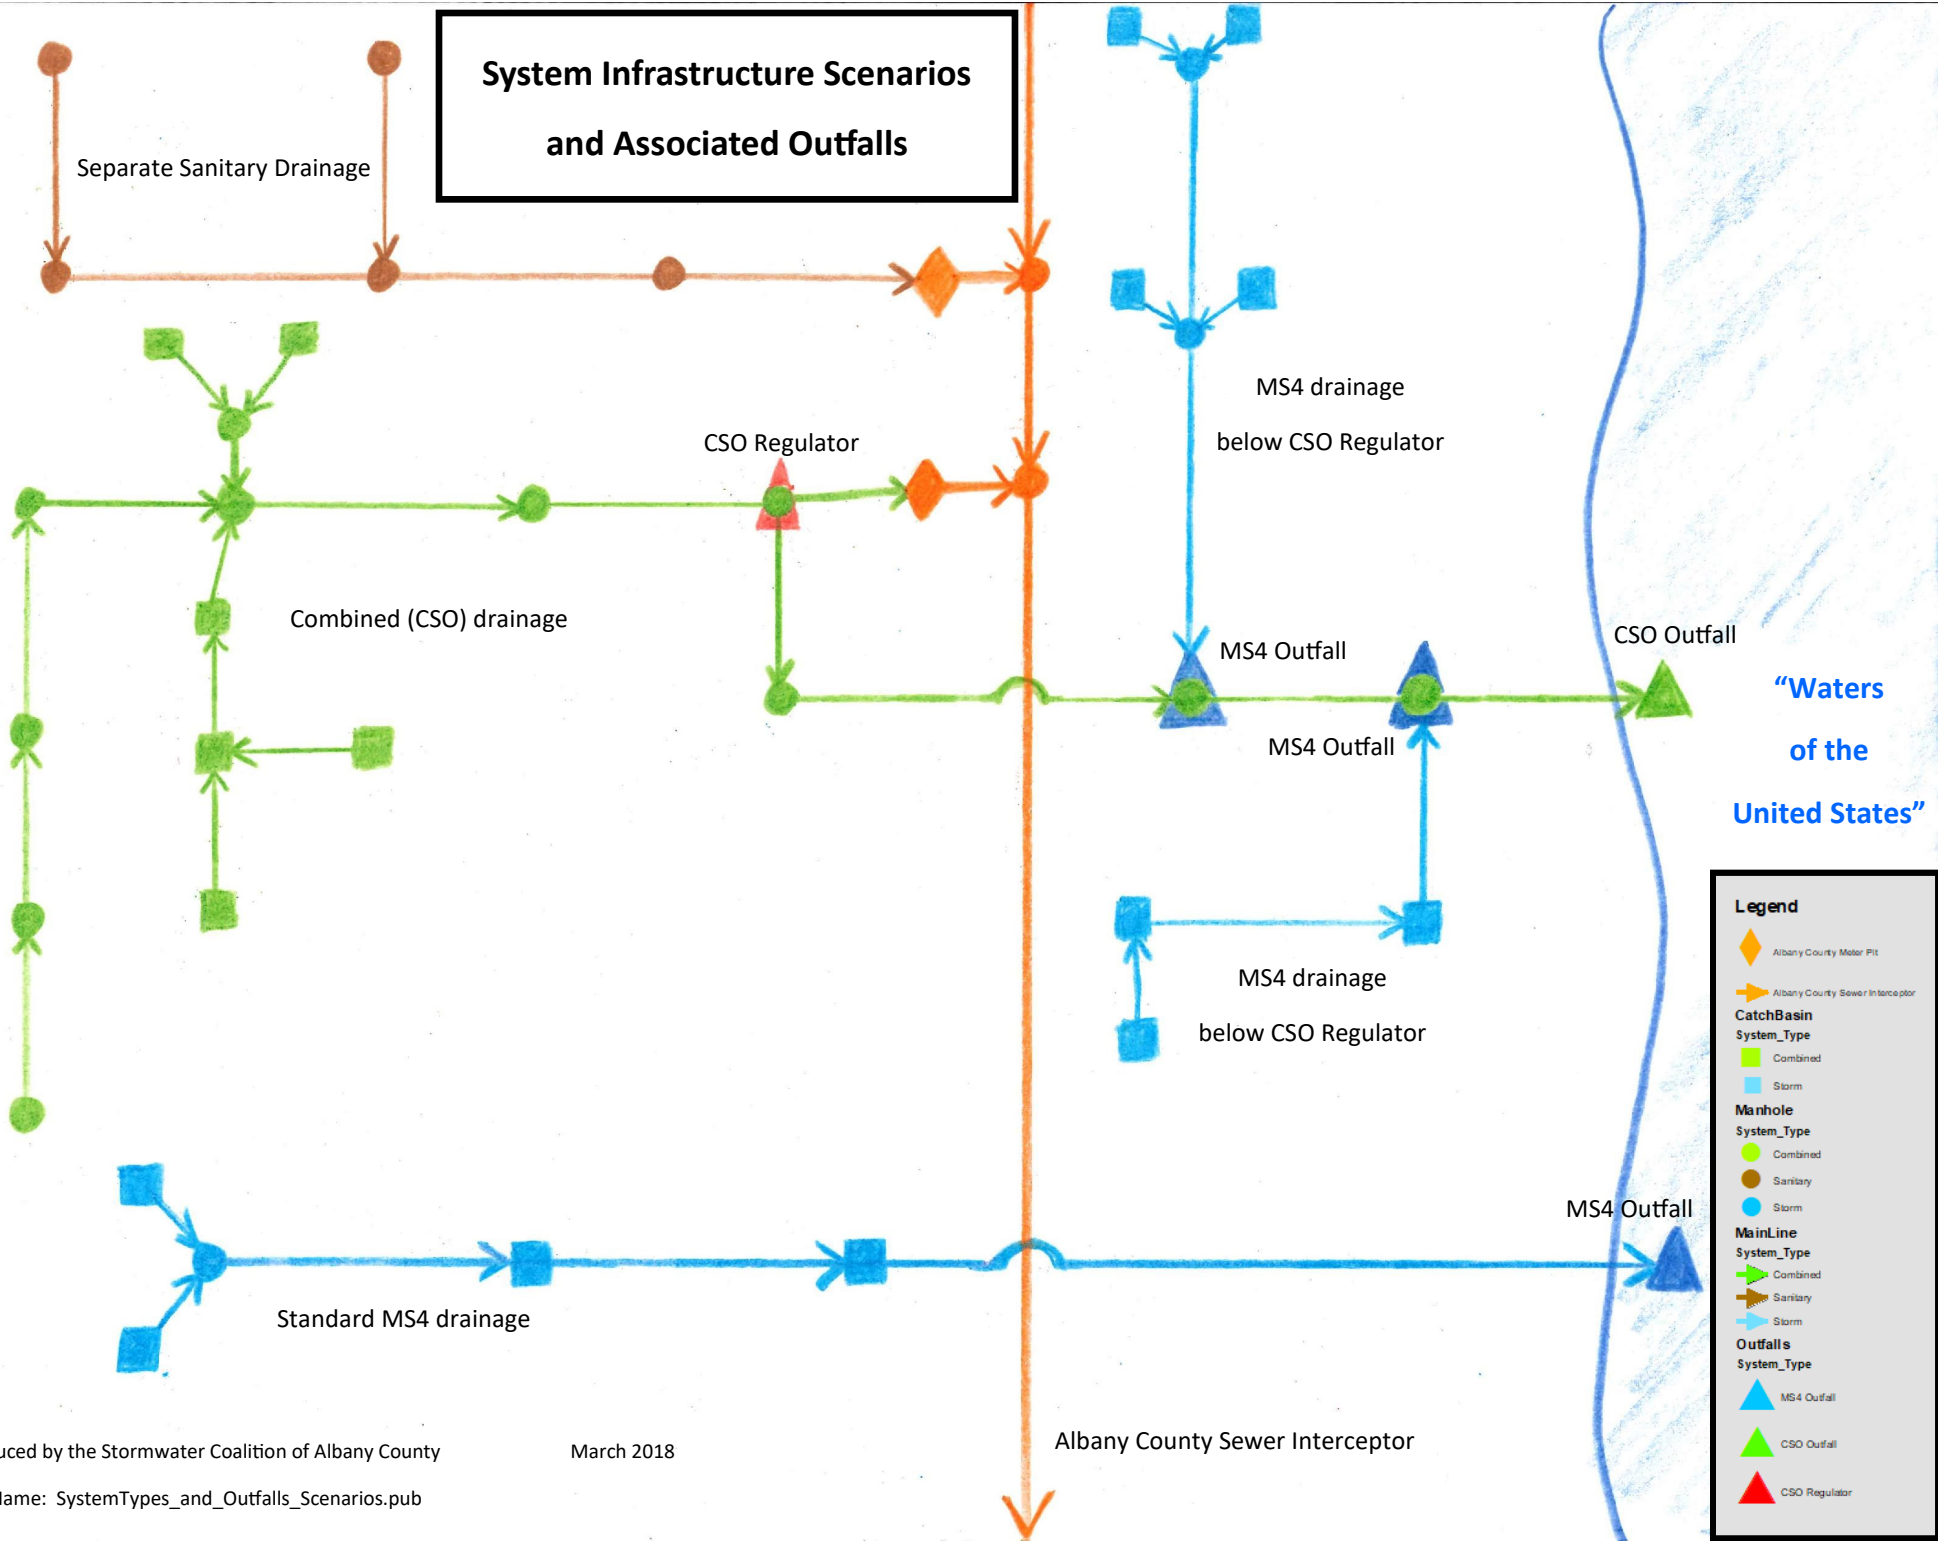 System Infrastructure Scenarios
and Associated Outfalls
Separate Sanitary Drainage
MS4 drainage
below CSO Regulator
CSO Regulator
Combined (CSO) drainage
MS4 Outfall
CSO Outfall
MS4 Outfall
“Waters
of the
United States”
MS4 drainage
below CSO Regulator
MS4 Outfall
Standard MS4 drainage
Albany County Sewer Interceptor
uced by the Stormwater Coalition of Albany County
March 2018
Name: SystemTypes_and_Outfalls_Scenarios.pub
Legend
Albany County Meter Pit
Albany County Sewer Interceptor
CatchBasin
System_Type
Combined
Storm
Manhole
System_Type
Combined
Sanitary
Storm
MainLine
System_Type
Combined
Sanitary
Storm
Outfalls
System_Type
MS4 Outfall
CSO Outfall
CSO Regulator